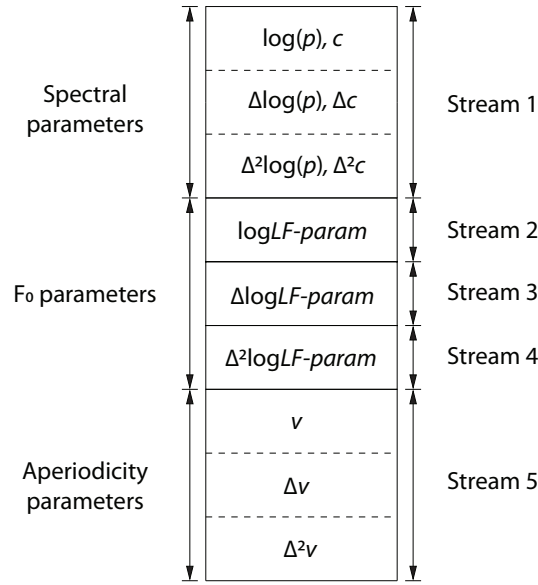 log(p), c
Spectral
parameters
Δlog(p), Δc
Stream 1
Δ²log(p), Δ²c
logLF-param
Stream 2
F₀ parameters
ΔlogLF-param
Stream 3
Δ²logLF-param
Stream 4
v
Aperiodicity
parameters
Δv
Stream 5
Δ²v